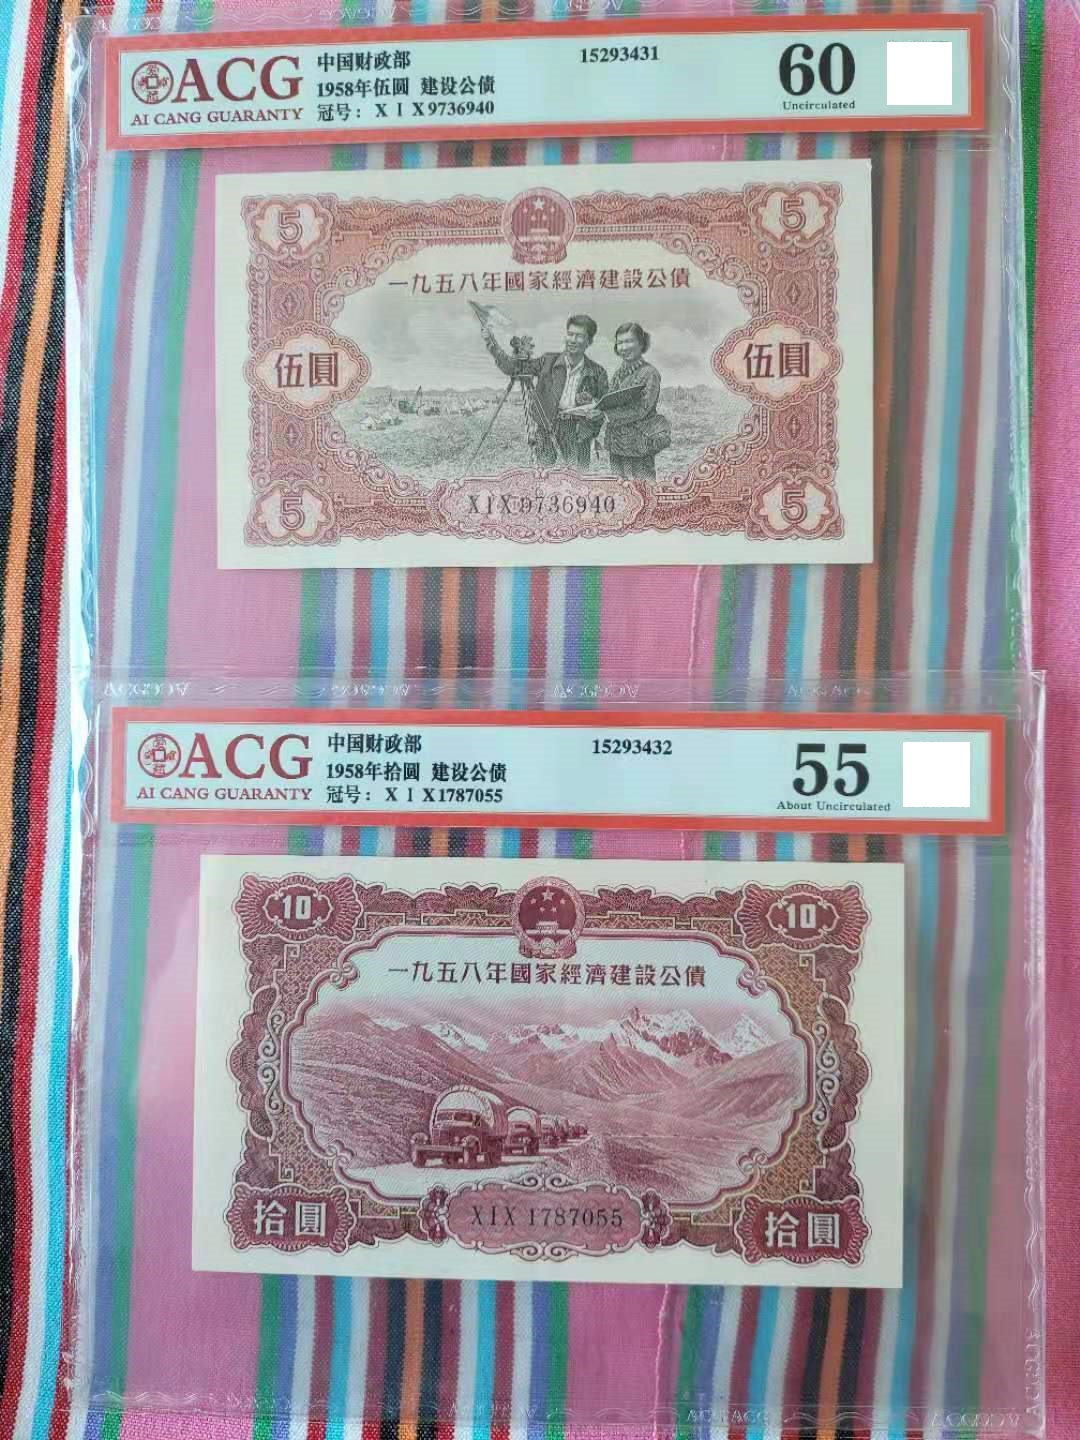 ACG
AI CANG GUARANTY
中国财政部
1958年伍圆 建设公债
冠号: X I X 9736940
15293431
60
Uncirculated
5
5
一九五八年國家經濟建設公債
伍圓
伍圓
XIX 9736940
5
5
ACG
AI CANG GUARANTY
中国财政部
1958年拾圆 建设公债
冠号: X I X 1787055
15293432
55
About Uncirculated
10
10
一九五八年國家經濟建設公債
拾圓
XIX 1787055
拾圓